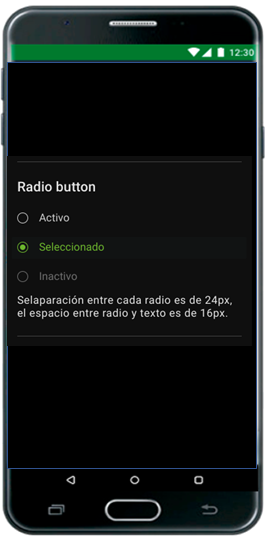 12:30
Radio button
Activo
Seleccionado
Inactivo
Selaparación entre cada radio es de 24px,
el espacio entre radio y texto es de 16px.